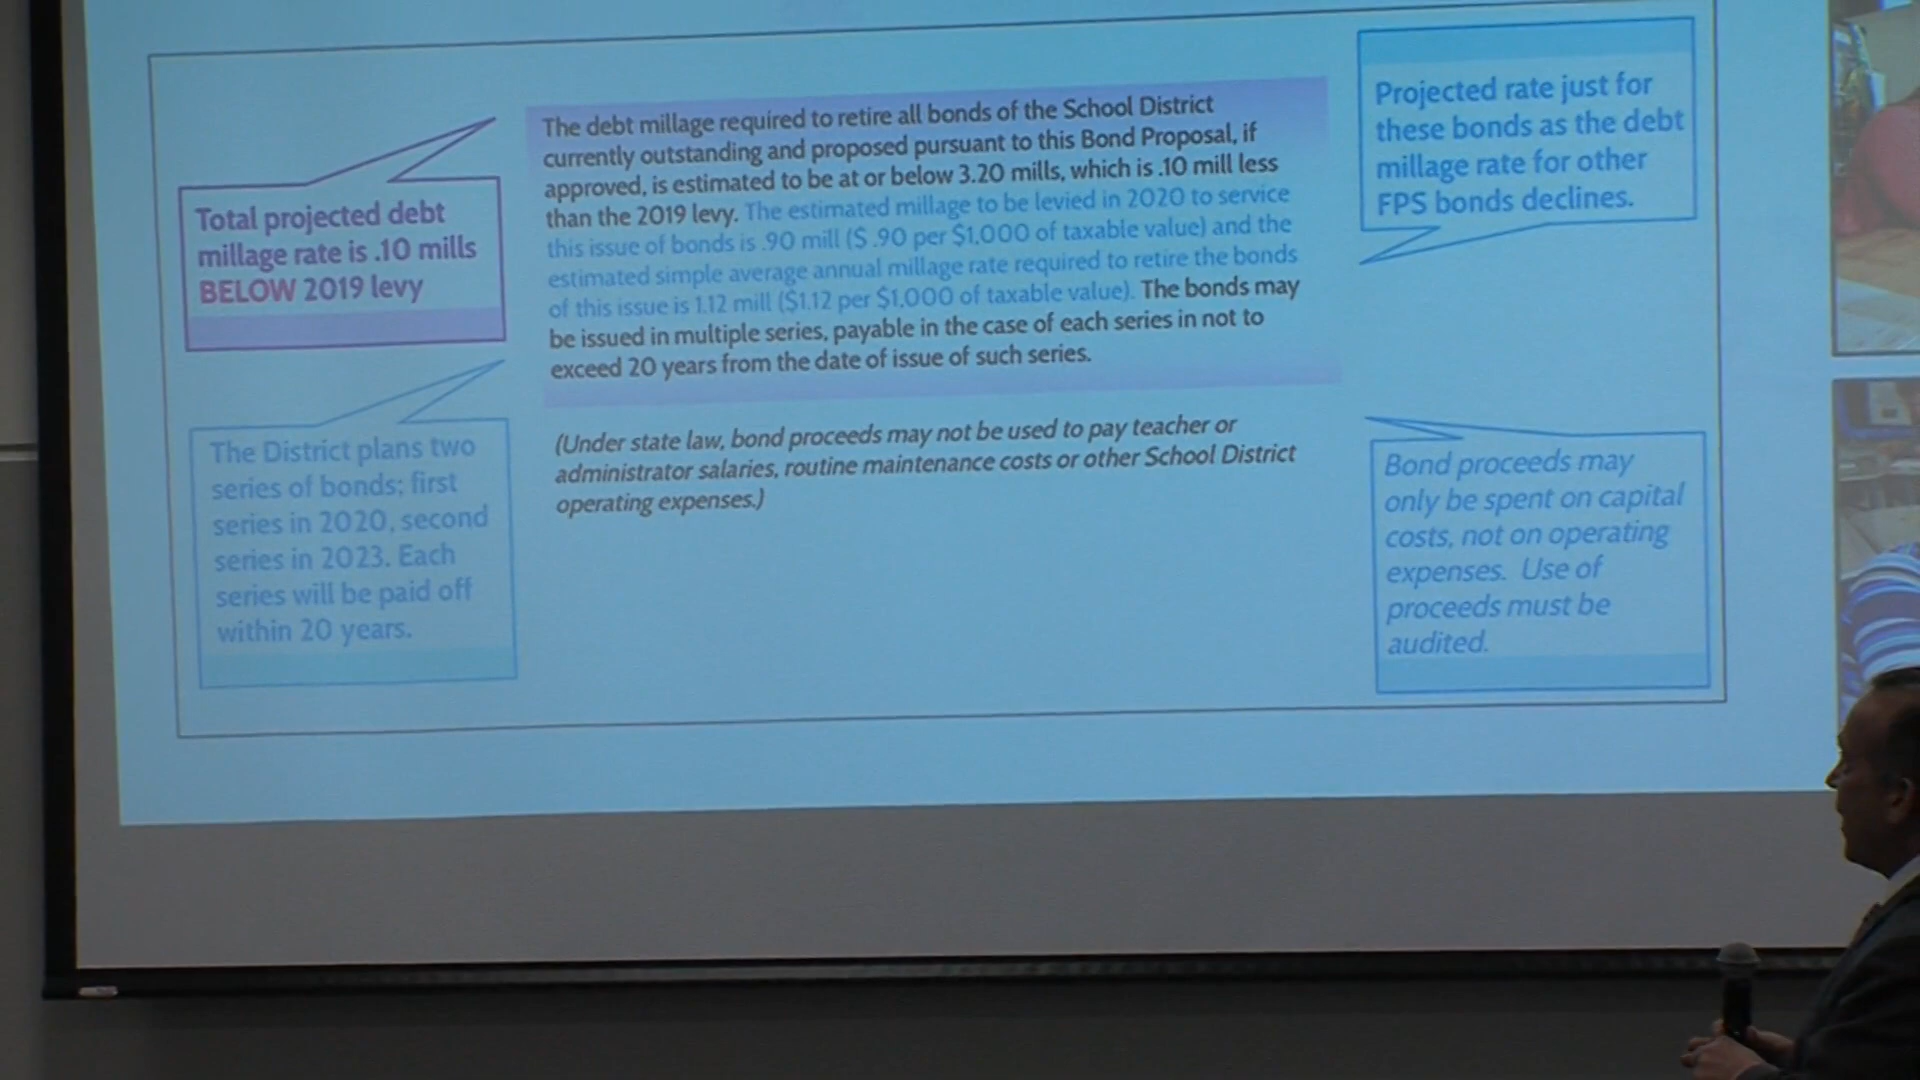 Total projected debt
millage rate is .10 mills
BELOW 2019 levy
The District plans two
series of bonds; first
series in 2020, second
series in 2023. Each
series will be paid off
within 20 years.
The debt millage required to retire all bonds of the School District
currently outstanding and proposed pursuant to this Bond Proposal, if
approved, is estimated to be at or below 3.20 mills, which is .10 mill less
than the 2019 levy. The estimated millage to be levied in 2020 to service
this issue of bonds is .90 mill ($ .90 per $1,000 of taxable value) and the
estimated simple average annual millage rate required to retire the bonds
of this issue is 1.12 mill ($1.12 per $1,000 of taxable value). The bonds may
be issued in multiple series, payable in the case of each series in not to
exceed 20 years from the date of issue of such series.
(Under state law, bond proceeds may not be used to pay teacher or
administrator salaries, routine maintenance costs or other School District
operating expenses.)
Projected rate just for
these bonds as the debt
millage rate for other
FPS bonds declines.
Bond proceeds may
only be spent on capital
costs, not on operating
expenses. Use of
proceeds must be
audited.